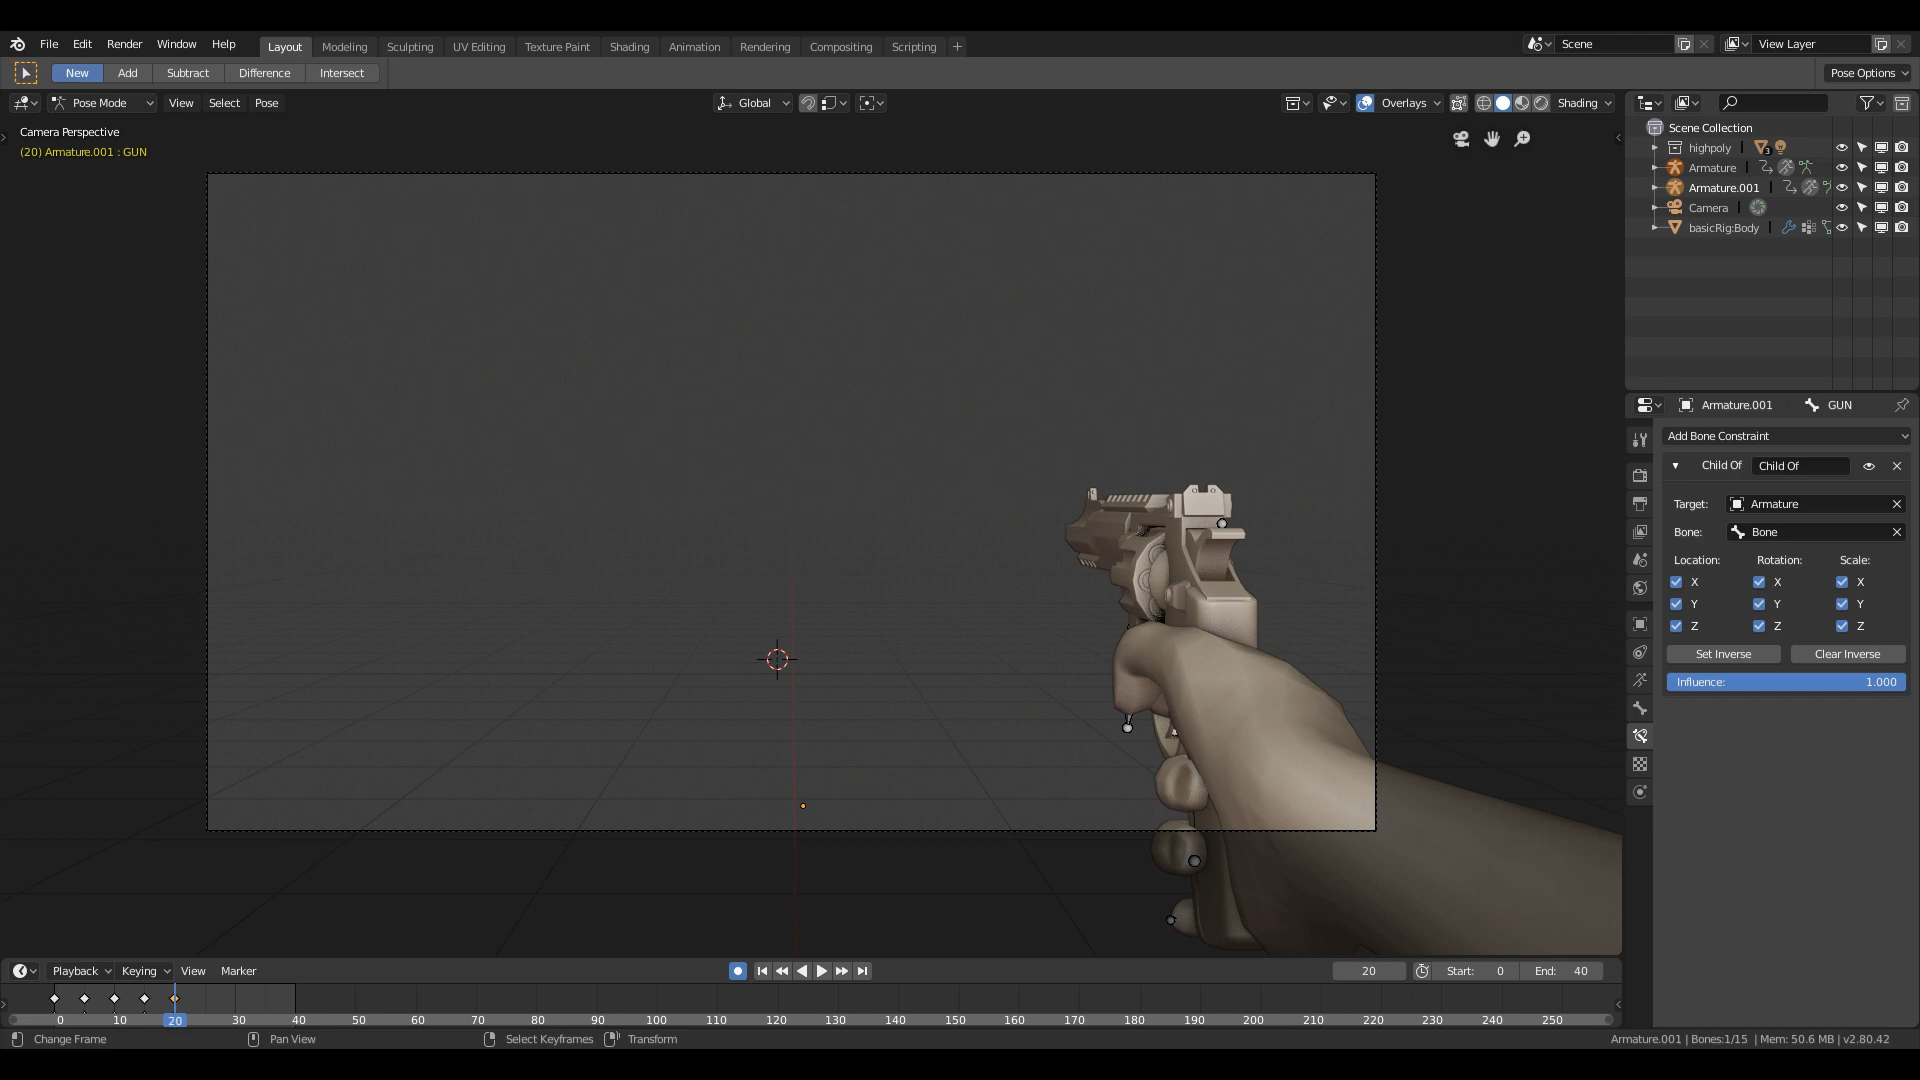 File Edit Render Window Help Layout Modeling Sculpting UV Editing Texture Paint Shading Animation Rendering Compositing Scripting + Scene View Layer
New Add Subtract Difference Intersect Pose Options
Pose Mode View Select Pose Global Overlays Shading
Camera Perspective
(20) Armature.001 : GUN
Scene Collection
highpoly 3
Armature
Armature.001
Camera
basicRig:Body
Armature.001 GUN
Add Bone Constraint
Child Of Child Of
Target: Armature
Bone: Bone
Location: Rotation: Scale:
X X X
Y Y Y
Z Z Z
Set Inverse Clear Inverse
Influence: 1.000
Playback Keying View Marker 20 Start: 0 End: 40
0 10 20 30 40 50 60 70 80 90 100 110 120 130 140 150 160 170 180 190 200 210 220 230 240 250
Change Frame Pan View Select Keyframes Transform Armature.001 | Bones:1/15 | Mem: 50.6 MB | v2.80.42